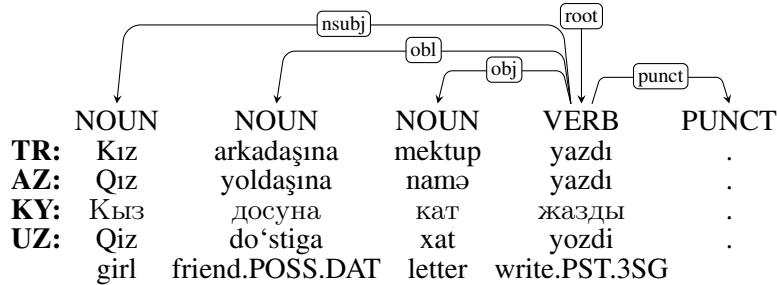 nsubj root
obl
obj punct
NOUN NOUN NOUN VERB PUNCT
TR: Kız arkadaşına mektup yazdı .
AZ: Qız yoldaşına namə yazdı .
KY: Кыз досуна кат жазды .
UZ: Qiz do‘stiga xat yozdi .
girl friend.POSS.DAT letter write.PST.3SG